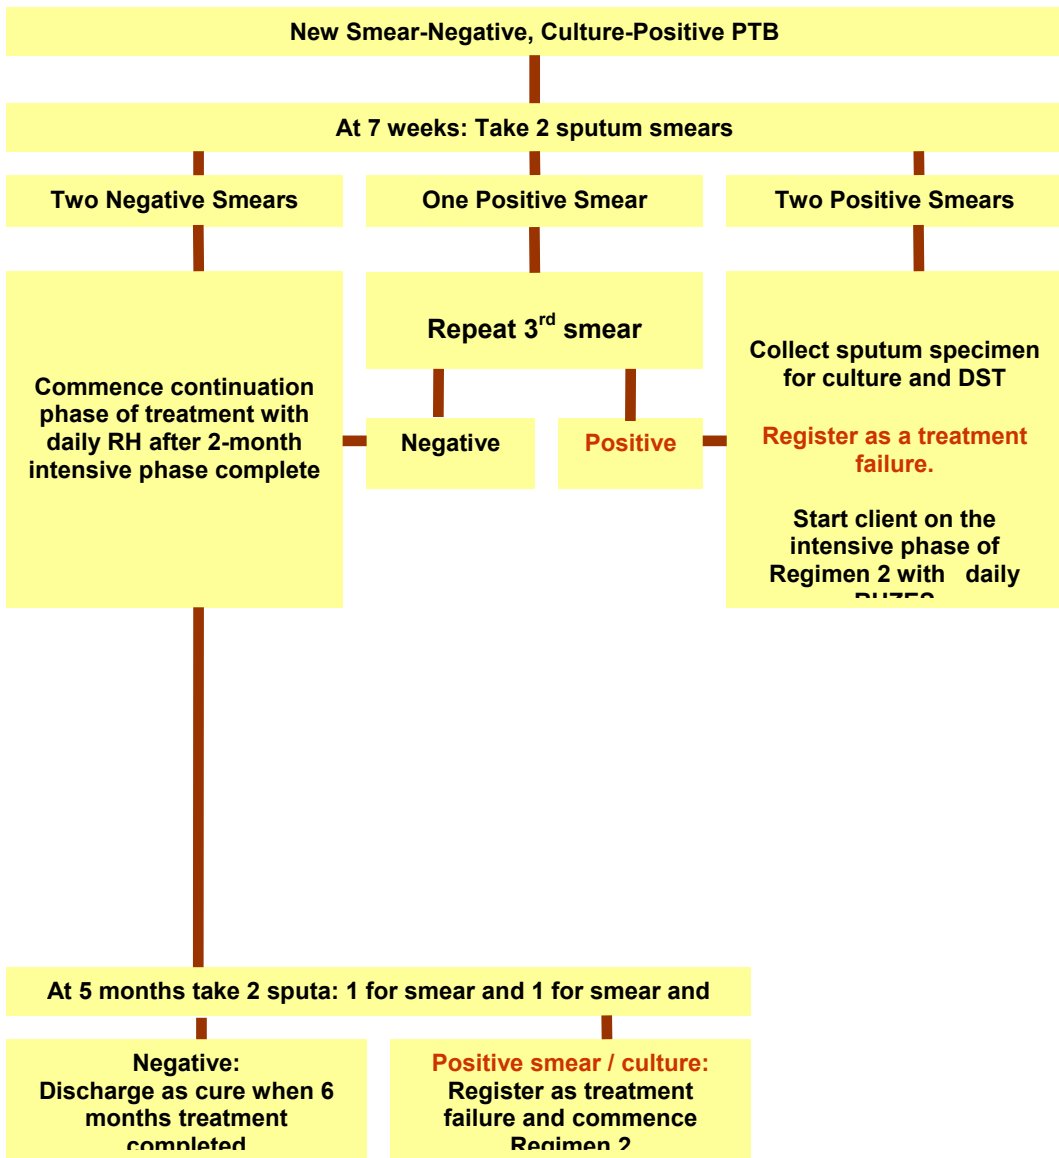 New Smear-Negative, Culture-Positive PTB
At 7 weeks: Take 2 sputum smears
Two Negative Smears
One Positive Smear
Two Positive Smears
Commence continuation
phase of treatment with
daily RH after 2-month
intensive phase complete
Repeat 3rd smear
Negative
Positive
Collect sputum specimen
for culture and DST
Register as a treatment
failure.
Start client on the
intensive phase of
Regimen 2 with daily
RHZES
At 5 months take 2 sputa: 1 for smear and 1 for smear and
Negative:
Discharge as cure when 6
months treatment
completed
Positive smear / culture:
Register as treatment
failure and commence
Regimen 2